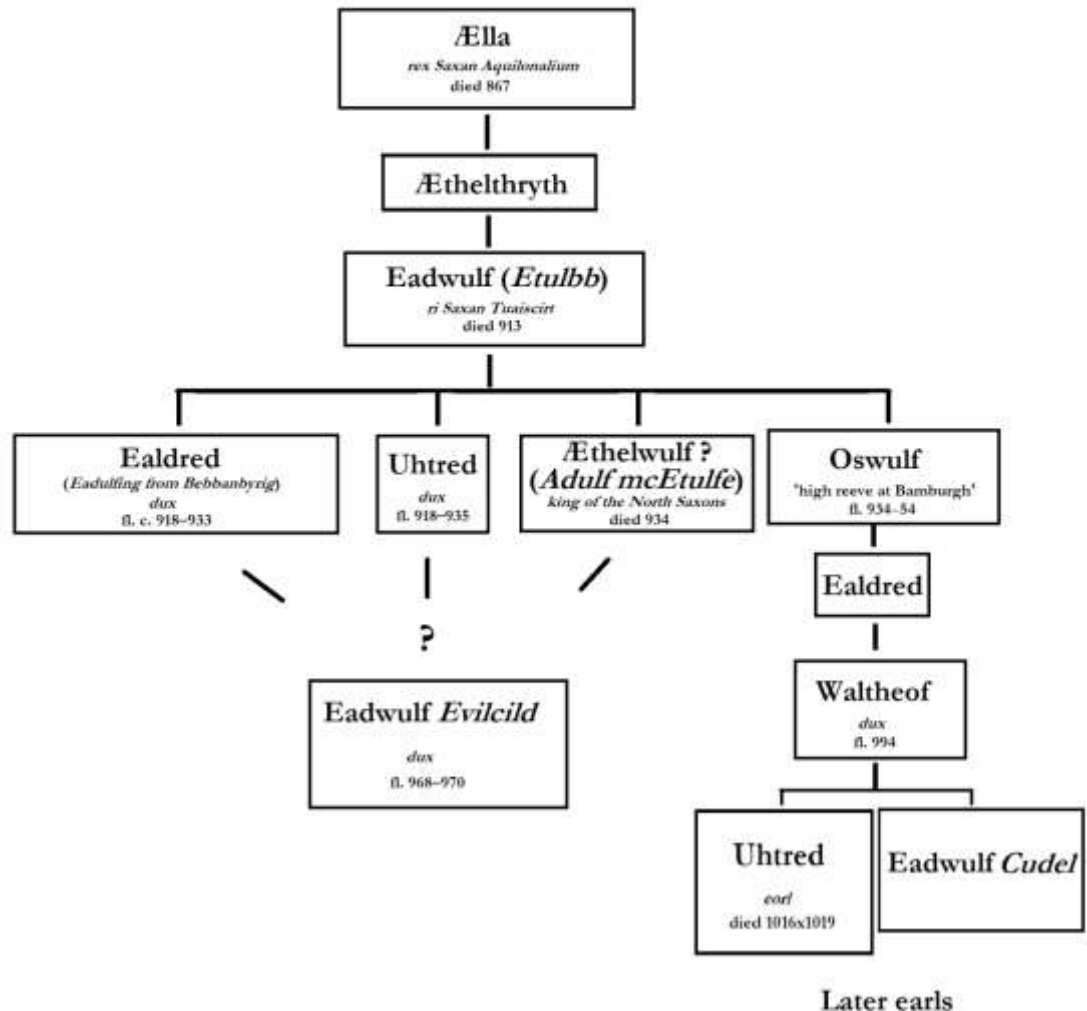 Ælla
rex Saxan Aquilonalium
died 867
Æthelthryth
Eadwulf (Etulbb)
ri Saxan Tuaiscirt
died 913
Ealdred
(Eadulfing from Bebbanbyrig)
dux
fl. c. 918–933
Uhtred
dux
fl. 918–935
Æthelwulf ?
(Adulf mcEtulfe)
king of the North Saxons
died 934
Oswulf
'high reeve at Bamburgh'
fl. 934–54
Ealdred
?
Waltheof
dux
fl. 994
Eadwulf Evilcild
dux
fl. 968–970
Uhtred
eorl
died 1016x1019
Eadwulf Cudel
Later earls